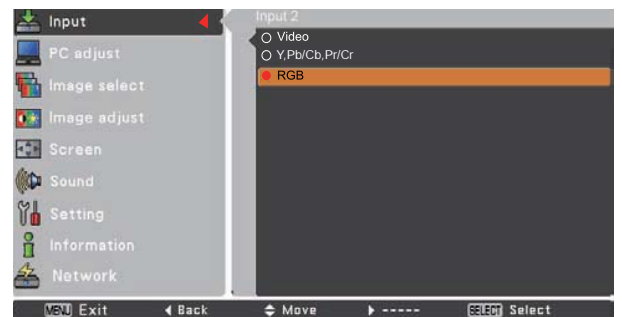 Input
PC adjust
Image select
Image adjust
Screen
Sound
Setting
Information
Network
Input 2
Video
Y,Pb/Cb,Pr/Cr
RGB
MENU Exit
Back
Move
-----
SELECT Select